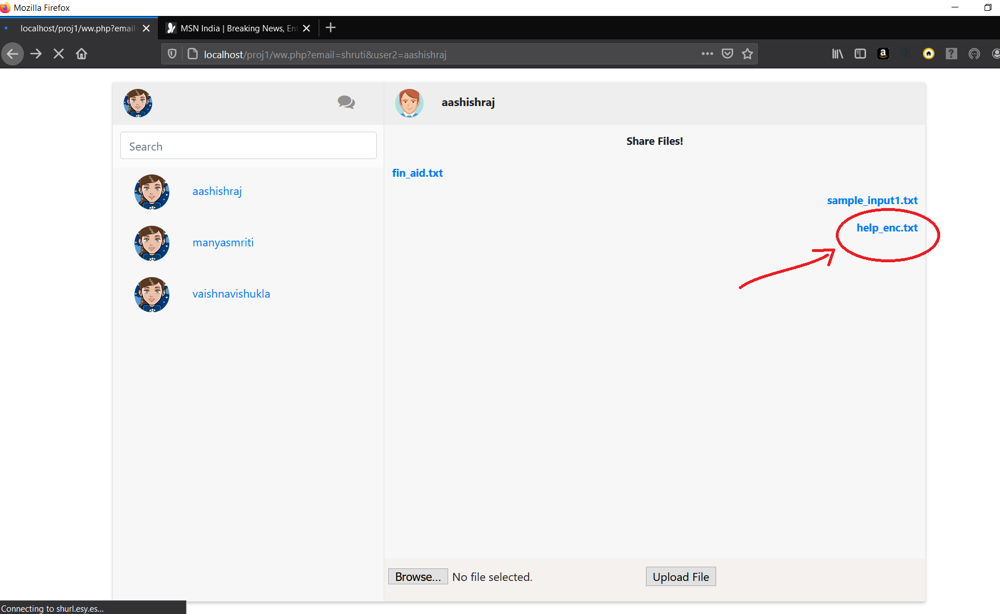 Mozilla Firefox
localhost/proj1/ww.php?email=
MSN India | Breaking News, Ent
localhost/proj1/ww.php?email=shruti&user2=aashishraj
aashishraj
Search
Share Files!
fin_aid.txt
aashishraj
sample_input1.txt
help_enc.txt
manyasmriti
vaishnavishukla
Browse...
No file selected.
Upload File
Connecting to shurl.esy.es...